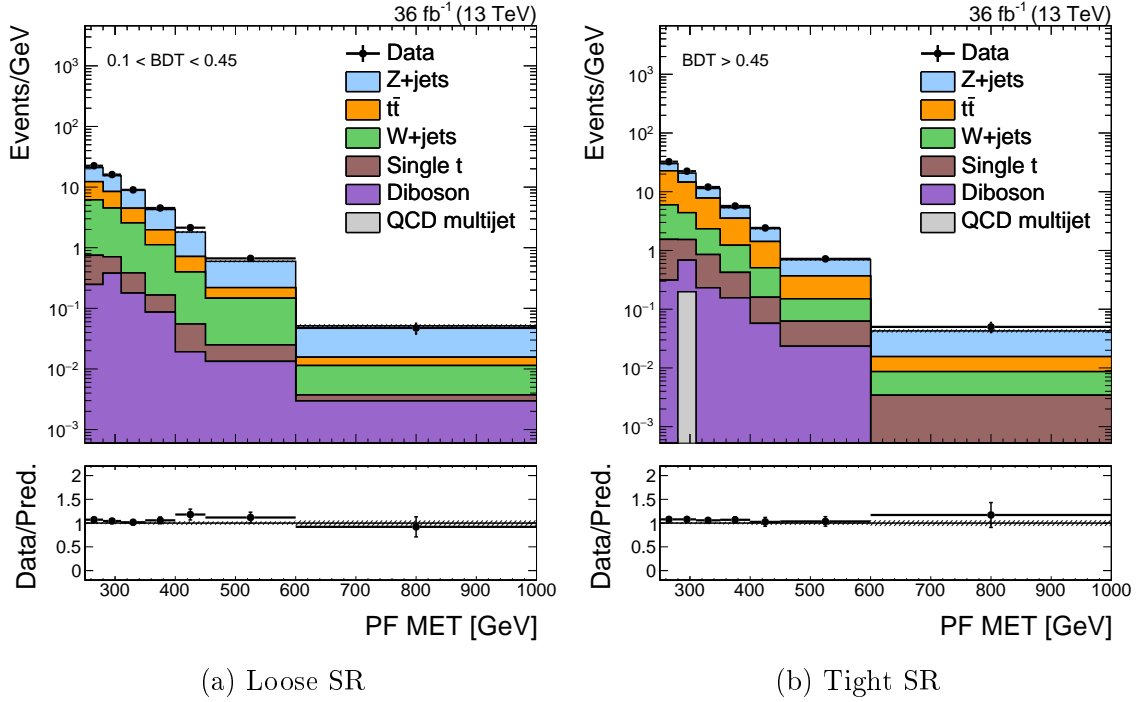 36 fb⁻¹ (13 TeV)
Events/GeV
0.1 < BDT < 0.45
Data
Z+jets
tt̄
W+jets
Single t
Diboson
QCD multijet
10³
10²
10
1
10⁻¹
10⁻²
10⁻³
Data/Pred.
2
1.5
1
0.5
0
300 400 500 600 700 800 900 1000
PF MET [GeV]
(a) Loose SR
36 fb⁻¹ (13 TeV)
Events/GeV
BDT > 0.45
Data
Z+jets
tt̄
W+jets
Single t
Diboson
QCD multijet
10³
10²
10
1
10⁻¹
10⁻²
10⁻³
Data/Pred.
2
1.5
1
0.5
0
300 400 500 600 700 800 900 1000
PF MET [GeV]
(b) Tight SR